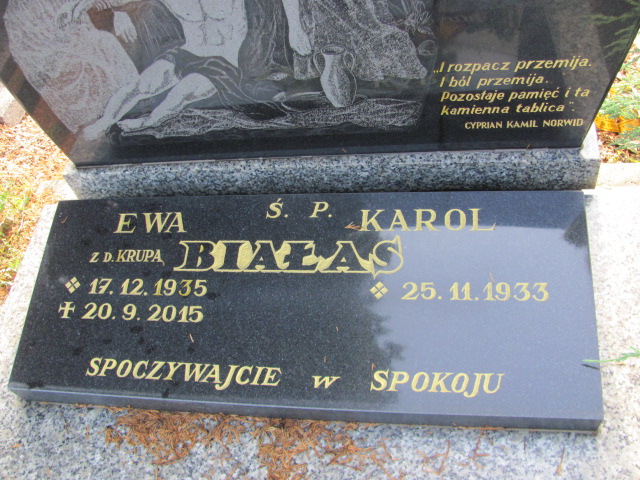 „I rozpacz przemija.
I ból przemija.
Pozostaje pamięć i ta
kamienna tablica".
CYPRIAN KAMIL NORWID
EWA Ś. P. KAROL
Z D. KRUPA BIAŁAS
17. 12. 1935 25. 11. 1933
20. 9. 2015
SPOCZYWAJCIE W SPOKOJU